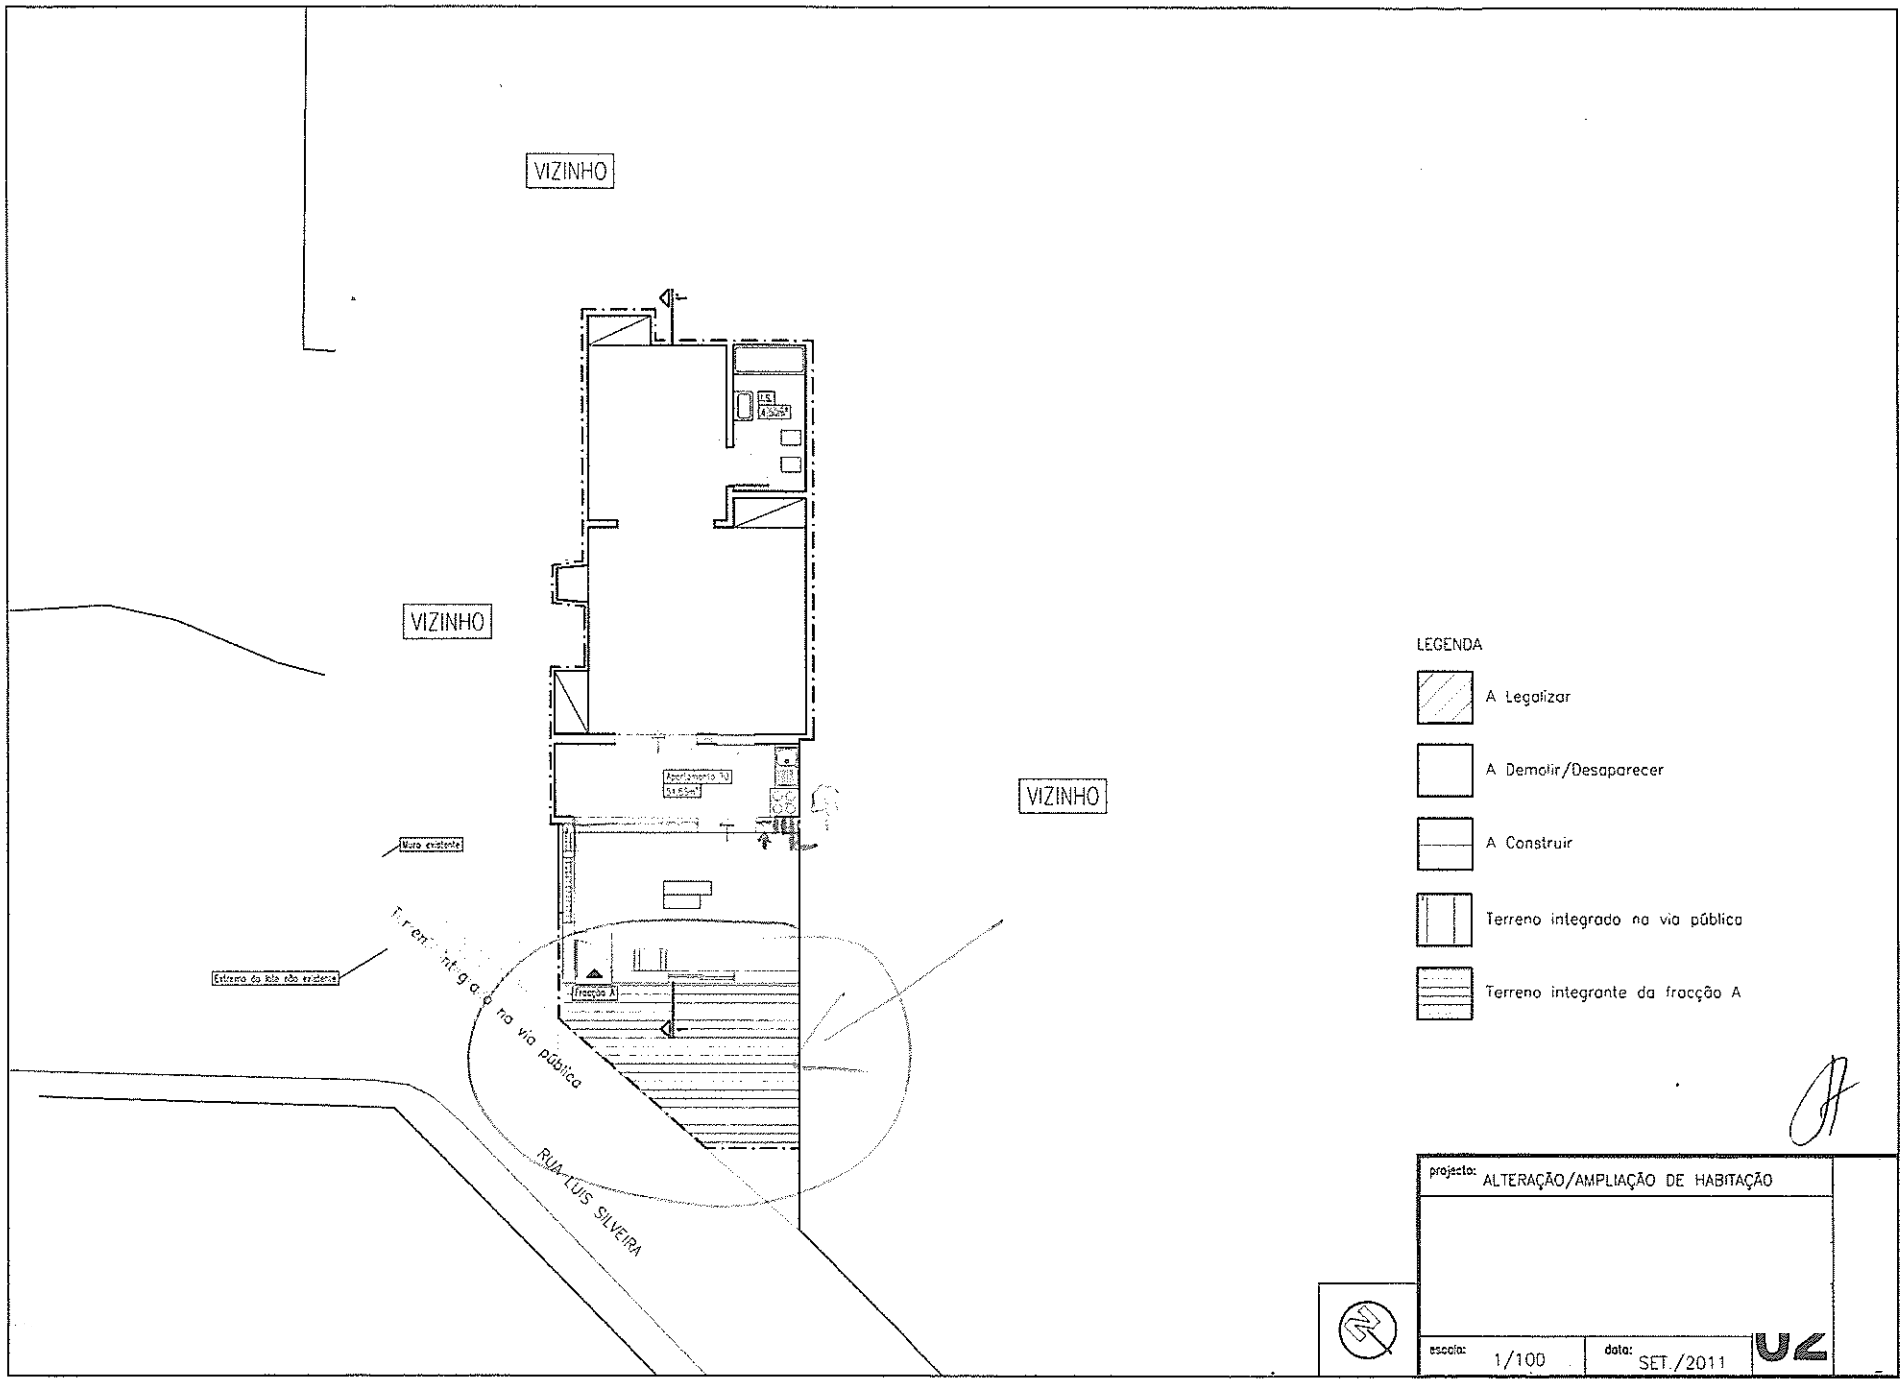 VIZINHO
I.S.
4.50m²
VIZINHO
VIZINHO
Apartamento T0
Muro existente
Extremo do lote não existente
Fracção A
Terreno integrado na via pública
RUA LUIS SILVEIRA
LEGENDA
A Legalizar
A Demolir/Desaparecer
A Construir
Terreno integrado na via pública
Terreno integrante da fracção A
projecto: ALTERAÇÃO/AMPLIAÇÃO DE HABITAÇÃO
N
escala: 1/100
data: SET./2011
02